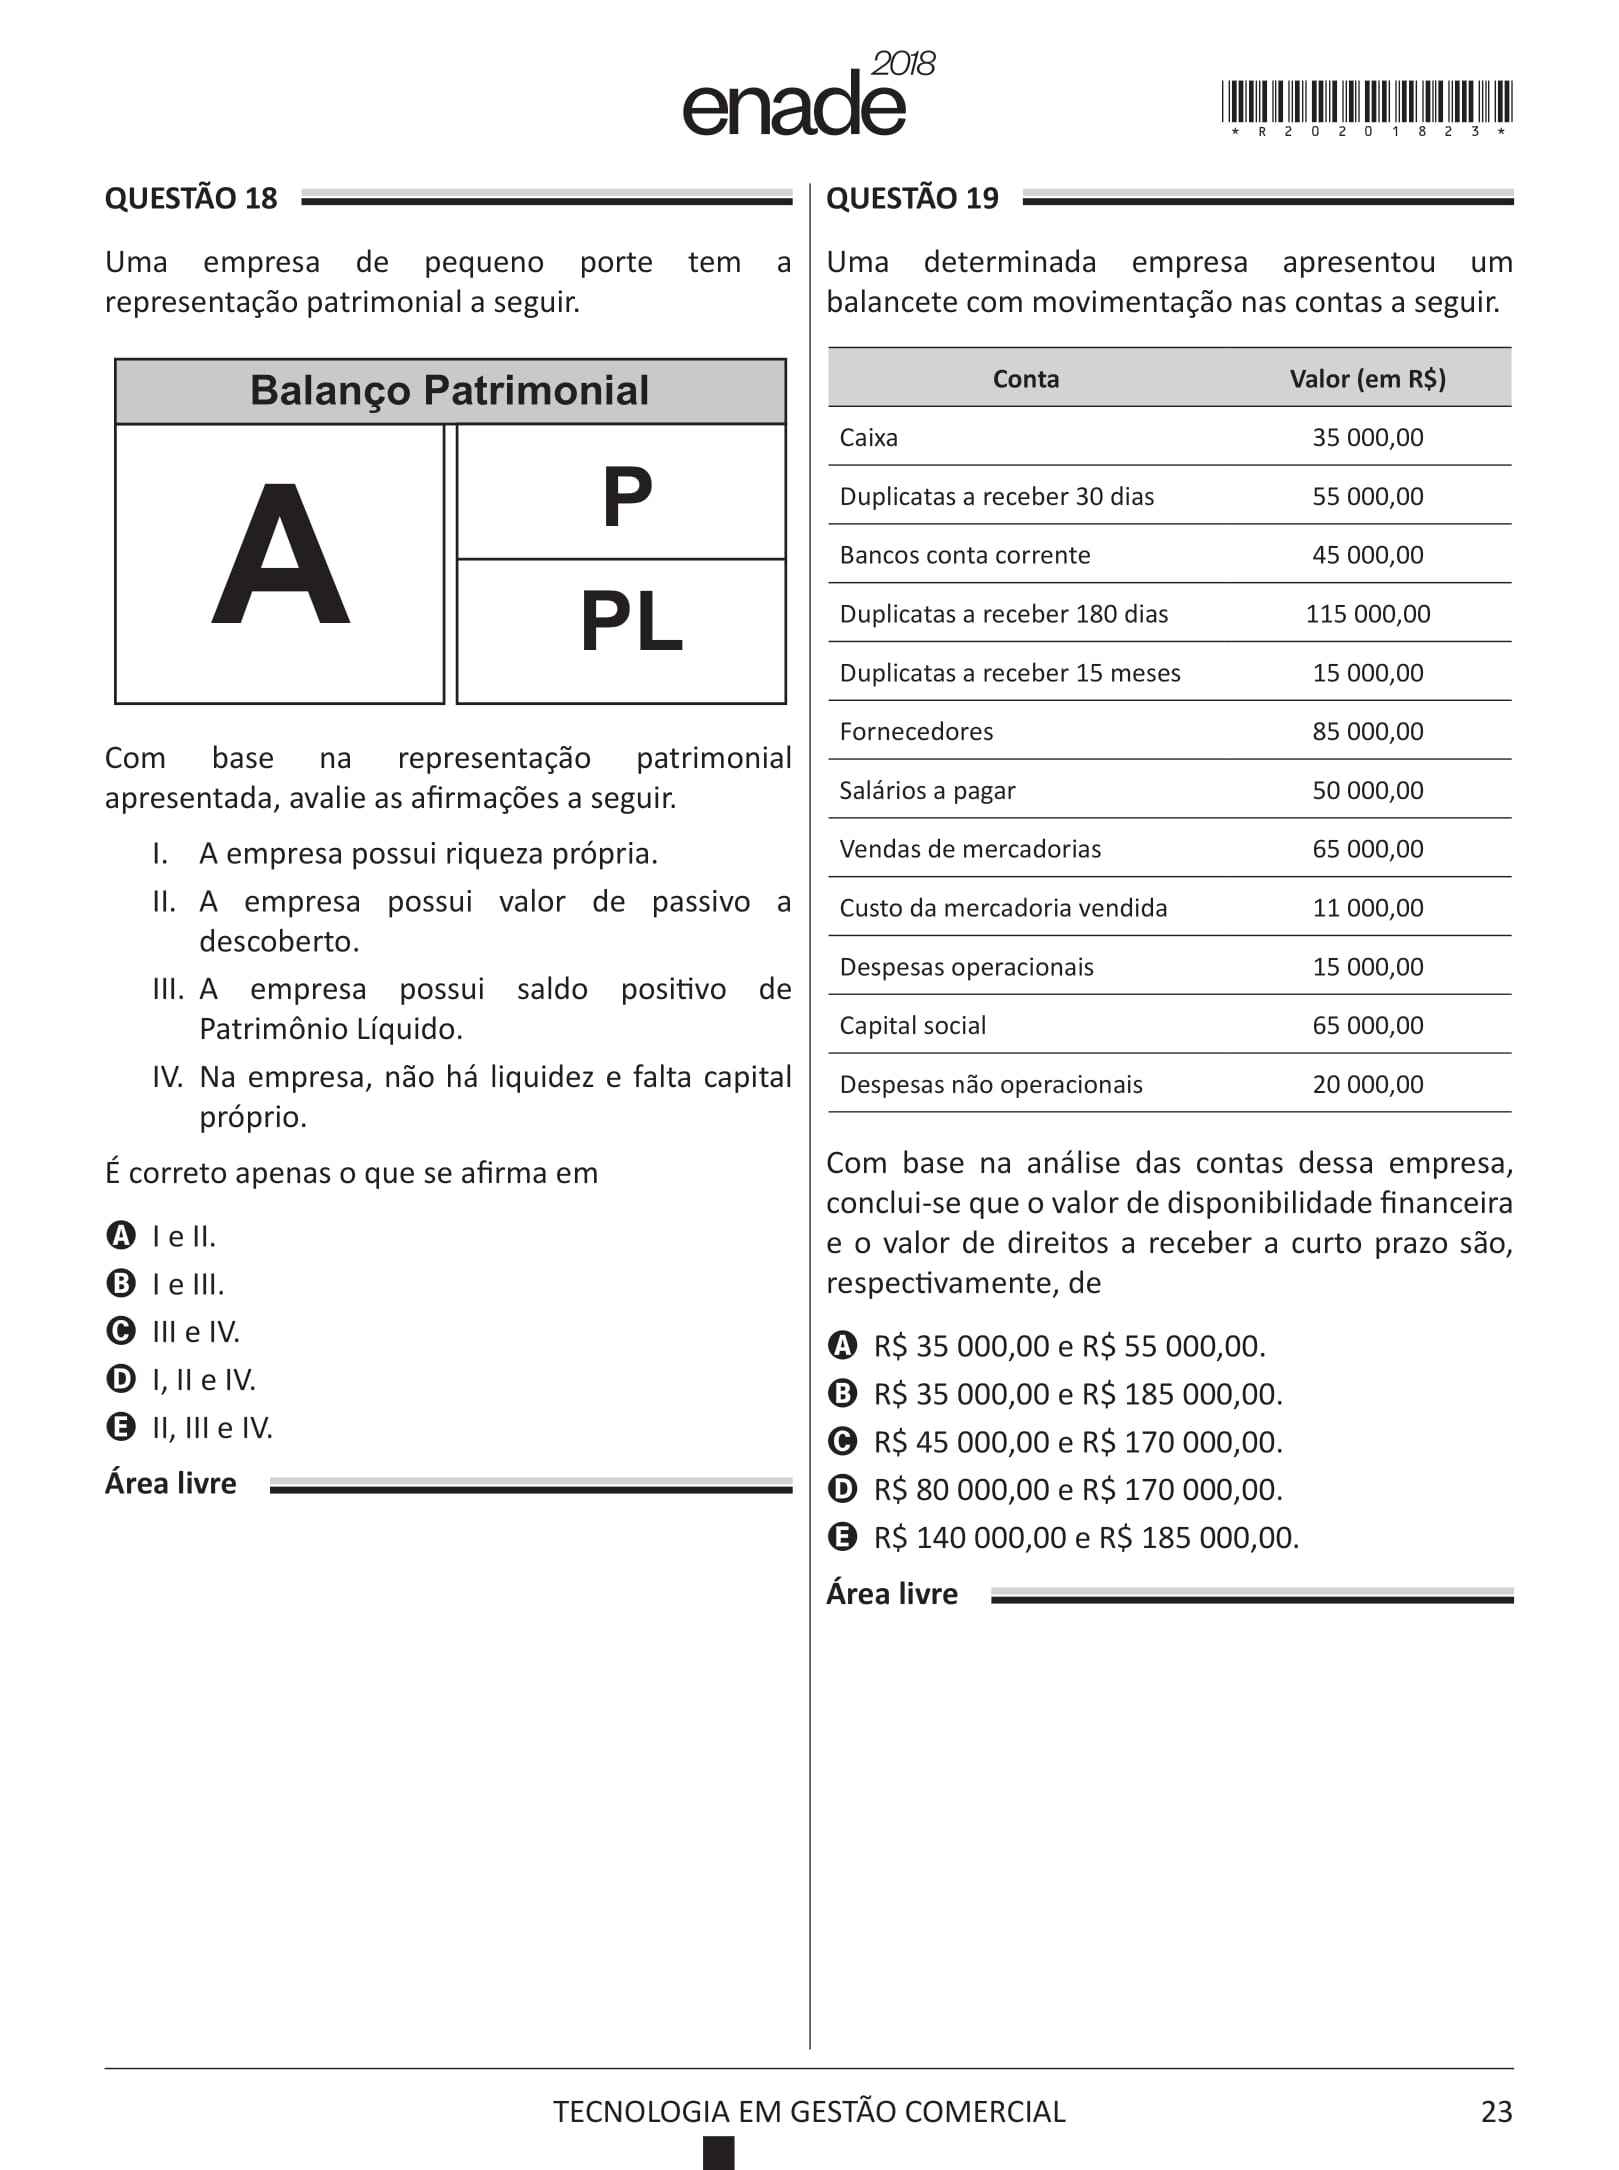 enade 2018
* R 2 0 2 0 1 8 2 3 *
QUESTÃO 18
Uma empresa de pequeno porte tem a
representação patrimonial a seguir.
Balanço Patrimonial
A
P
PL
Com base na representação patrimonial
apresentada, avalie as afirmações a seguir.
I. A empresa possui riqueza própria.
II. A empresa possui valor de passivo a
descoberto.
III. A empresa possui saldo positivo de
Patrimônio Líquido.
IV. Na empresa, não há liquidez e falta capital
próprio.
É correto apenas o que se afirma em
A I e II.
B I e III.
C III e IV.
D I, II e IV.
E II, III e IV.
Área livre
QUESTÃO 19
Uma determinada empresa apresentou um
balancete com movimentação nas contas a seguir.
Conta Valor (em R$)
Caixa 35 000,00
Duplicatas a receber 30 dias 55 000,00
Bancos conta corrente 45 000,00
Duplicatas a receber 180 dias 115 000,00
Duplicatas a receber 15 meses 15 000,00
Fornecedores 85 000,00
Salários a pagar 50 000,00
Vendas de mercadorias 65 000,00
Custo da mercadoria vendida 11 000,00
Despesas operacionais 15 000,00
Capital social 65 000,00
Despesas não operacionais 20 000,00
Com base na análise das contas dessa empresa,
conclui-se que o valor de disponibilidade financeira
e o valor de direitos a receber a curto prazo são,
respectivamente, de
A R$ 35 000,00 e R$ 55 000,00.
B R$ 35 000,00 e R$ 185 000,00.
C R$ 45 000,00 e R$ 170 000,00.
D R$ 80 000,00 e R$ 170 000,00.
E R$ 140 000,00 e R$ 185 000,00.
Área livre
TECNOLOGIA EM GESTÃO COMERCIAL
23